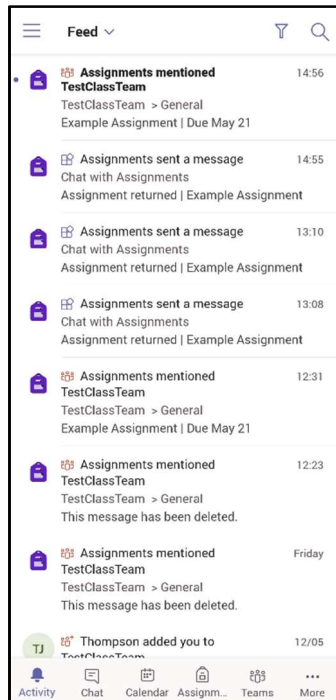 Feed
Assignments mentioned 14:56
TestClassTeam
TestClassTeam > General
Example Assignment | Due May 21
Assignments sent a message 14:55
Chat with Assignments
Assignment returned | Example Assignment
Assignments sent a message 13:10
Chat with Assignments
Assignment returned | Example Assignment
Assignments sent a message 13:08
Chat with Assignments
Assignment returned | Example Assignment
Assignments mentioned 12:31
TestClassTeam
TestClassTeam > General
Example Assignment | Due May 21
Assignments mentioned 12:23
TestClassTeam
TestClassTeam > General
This message has been deleted.
Assignments mentioned Friday
TestClassTeam
TestClassTeam > General
This message has been deleted.
TJ Thompson added you to 12/05
TestClassTeam
Activity Chat Calendar Assignm... Teams More